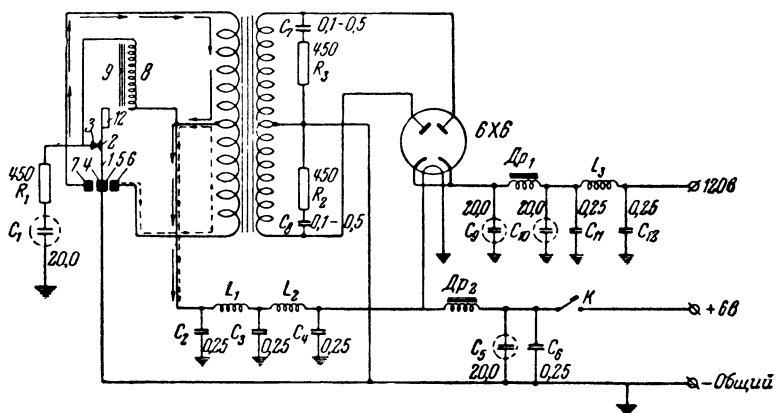 C7 0,1-0,5
450
R3
9 8
12
3
2
7 4 1 5 6
450
R1
C1
20,0
450
R2
C8 0,1-0,5
6Х6
Др1
L3
120в
20,0
C9
20,0
C10
0,25
C11
0,25
C12
L1
L2
Др2
К
+6в
C2
0,25
C3
0,25
C4
0,25
C5
20,0
C6
0,25
-Общий